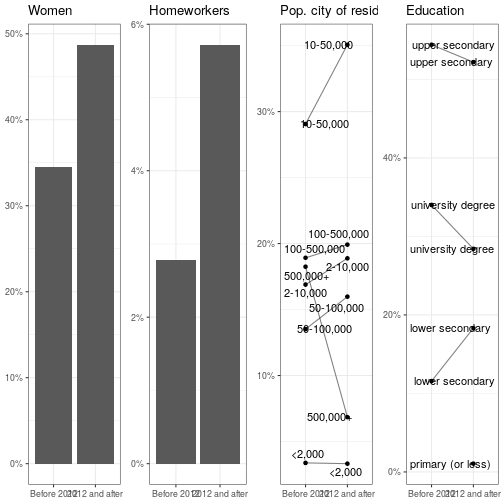 Women
Homeworkers
Pop. city of resid
Education
50%
40%
30%
20%
10%
0%
Before 2012
2012 and after
6%
4%
2%
0%
Before 2012
2012 and after
30%
20%
10%
10-50,000
10-50,000
100-500,000
100-500,000
500,000+
2-10,000
2-10,000
50-100,000
50-100,000
500,000+
<2,000
<2,000
Before 2012
2012 and after
40%
20%
0%
upper secondary
upper secondary
university degree
university degree
lower secondary
lower secondary
primary (or less)
Before 2012
2012 and after